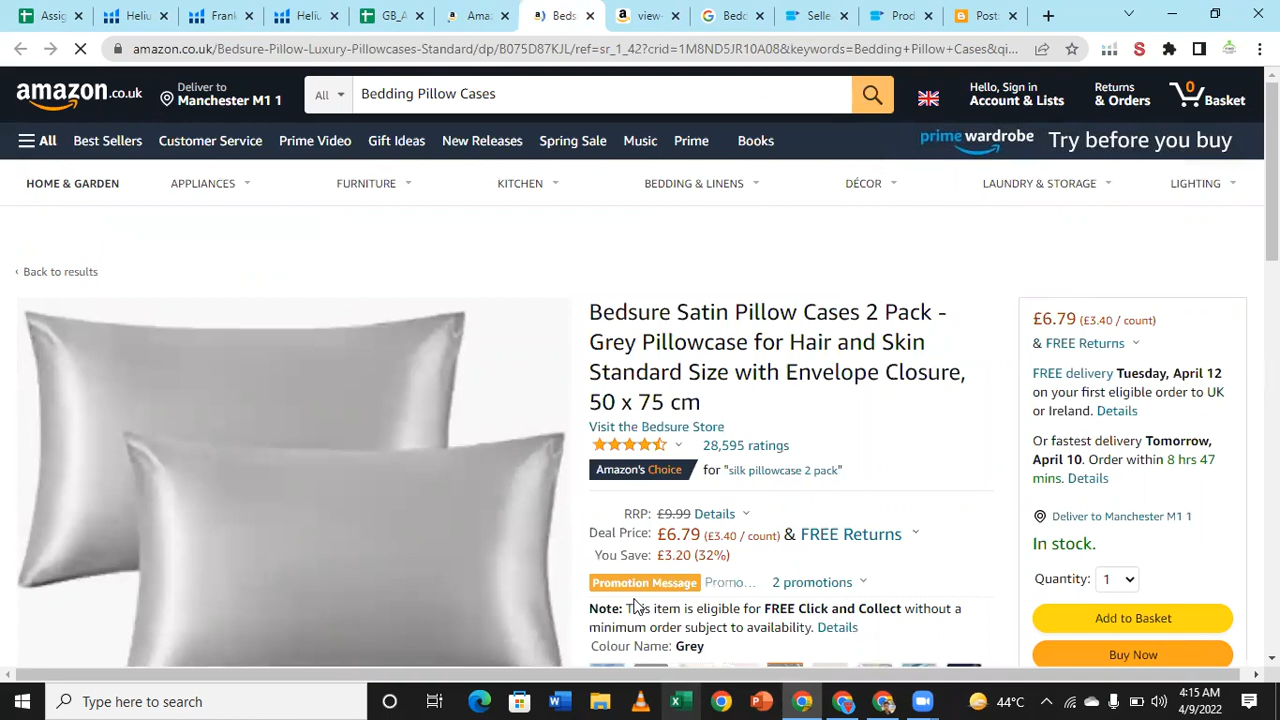 Assig
Heliu
Frank
Heliu
GB_A
Amaz
Beds
view-
Bedd
Selle
Prod
Post:
amazon.co.uk/Bedsure-Pillow-Luxury-Pillowcases-Standard/dp/B075D87KJL/ref=sr_1_42?crid=1M8ND5JR10A08&keywords=Bedding+Pillow+Cases&qi...
amazon.co.uk
Deliver to
Manchester M1 1
All
Bedding Pillow Cases
Hello, Sign in
Account & Lists
Returns
& Orders
0
Basket
All
Best Sellers
Customer Service
Prime Video
Gift Ideas
New Releases
Spring Sale
Music
Prime
Books
prime wardrobe
Try before you buy
HOME & GARDEN
APPLIANCES
FURNITURE
KITCHEN
BEDDING & LINENS
DÉCOR
LAUNDRY & STORAGE
LIGHTING
‹ Back to results
Bedsure Satin Pillow Cases 2 Pack -
Grey Pillowcase for Hair and Skin
Standard Size with Envelope Closure,
50 x 75 cm
Visit the Bedsure Store
28,595 ratings
Amazon's Choice for "silk pillowcase 2 pack"
RRP: £9.99 Details
Deal Price: £6.79 (£3.40 / count) & FREE Returns
You Save: £3.20 (32%)
Promotion Message Promo... 2 promotions
Note: This item is eligible for FREE Click and Collect without a
minimum order subject to availability. Details
Colour Name: Grey
£6.79 (£3.40 / count)
& FREE Returns
FREE delivery Tuesday, April 12
on your first eligible order to UK
or Ireland. Details
Or fastest delivery Tomorrow,
April 10. Order within 8 hrs 47
mins. Details
Deliver to Manchester M1 1
In stock.
Quantity: 1
Add to Basket
Buy Now
Type here to search
44°C
4:15 AM
4/9/2022